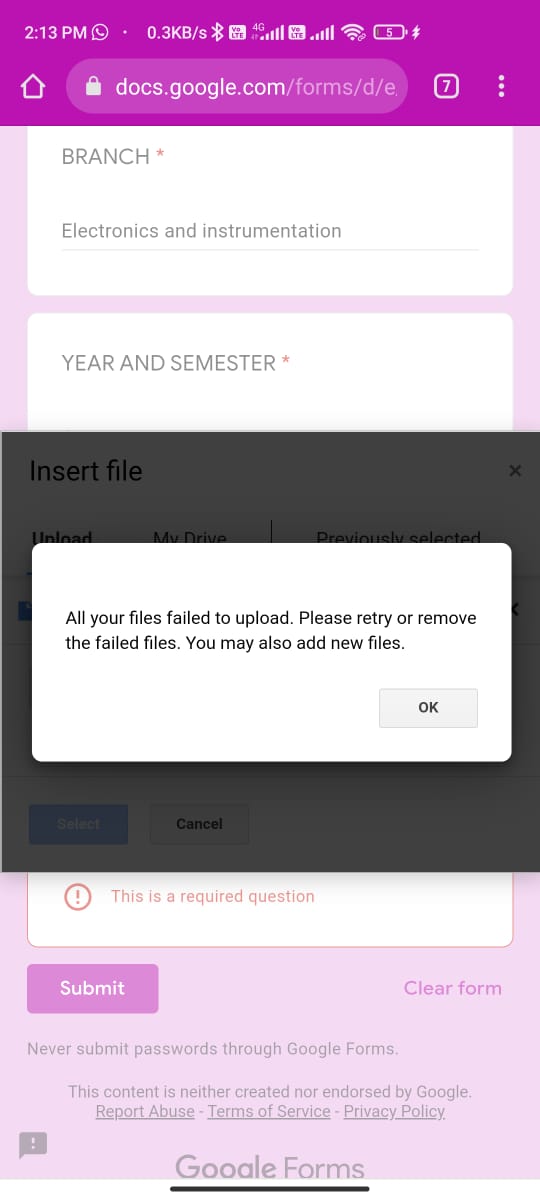 2:13 PM · 0.3KB/s Vo LTE 4G Vo LTE 5
docs.google.com/forms/d/e 7
BRANCH *
Electronics and instrumentation
YEAR AND SEMESTER *
Insert file ×
Upload My Drive Previously selected
All your files failed to upload. Please retry or remove
the failed files. You may also add new files.
OK
Select Cancel
! This is a required question
Submit Clear form
Never submit passwords through Google Forms.
This content is neither created nor endorsed by Google.
Report Abuse - Terms of Service - Privacy Policy
Google Forms